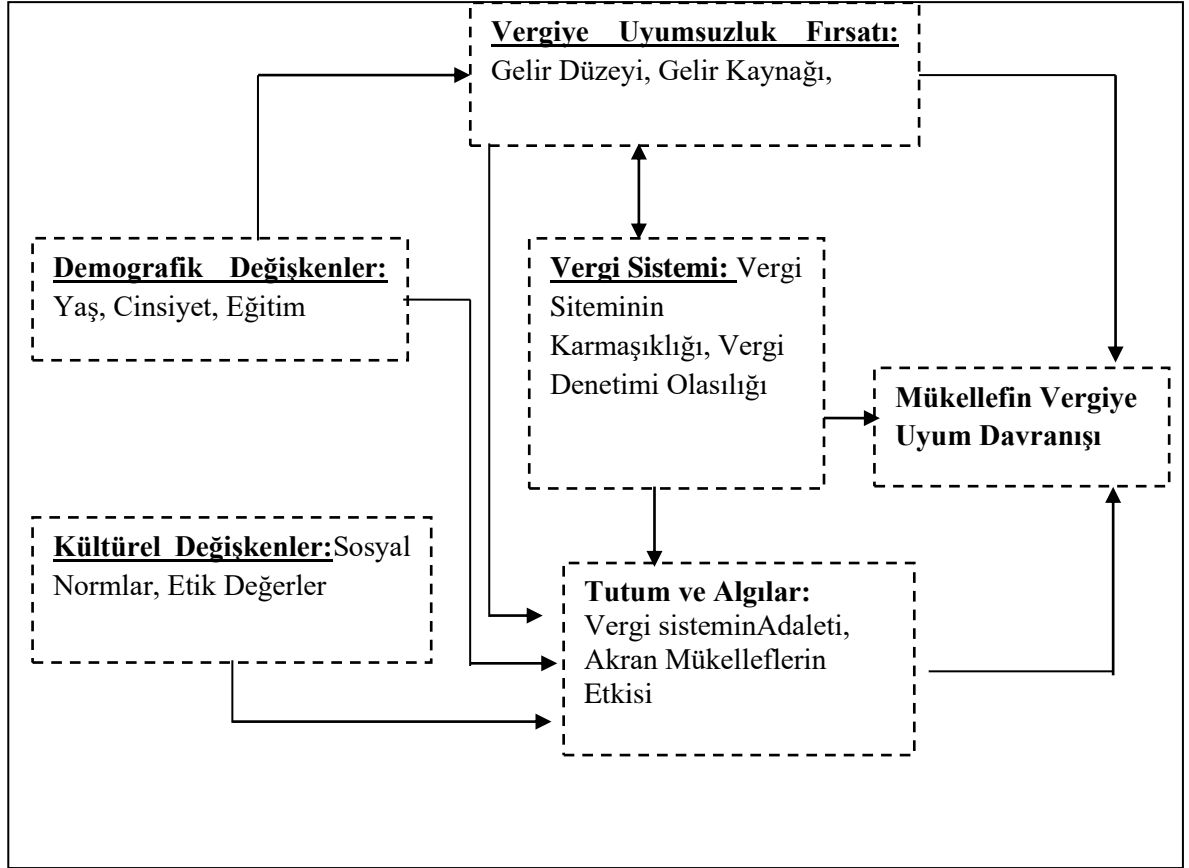 Vergiye Uyumsuzluk Fırsatı:
Gelir Düzeyi, Gelir Kaynağı,
Demografik Değişkenler:
Yaş, Cinsiyet, Eğitim
Vergi Sistemi: Vergi
Siteminin
Karmaşıklığı, Vergi
Denetimi Olasılığı
Mükellefin Vergiye
Uyum Davranışı
Kültürel Değişkenler:Sosyal
Normlar, Etik Değerler
Tutum ve Algılar:
Vergi sisteminAdaleti,
Akran Mükelleflerin
Etkisi